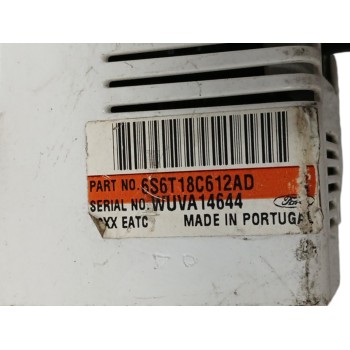 PART NO. 6S6T18C612AD
SERIAL NO. WUVA14644
Ford
XX EATC MADE IN PORTUGAL